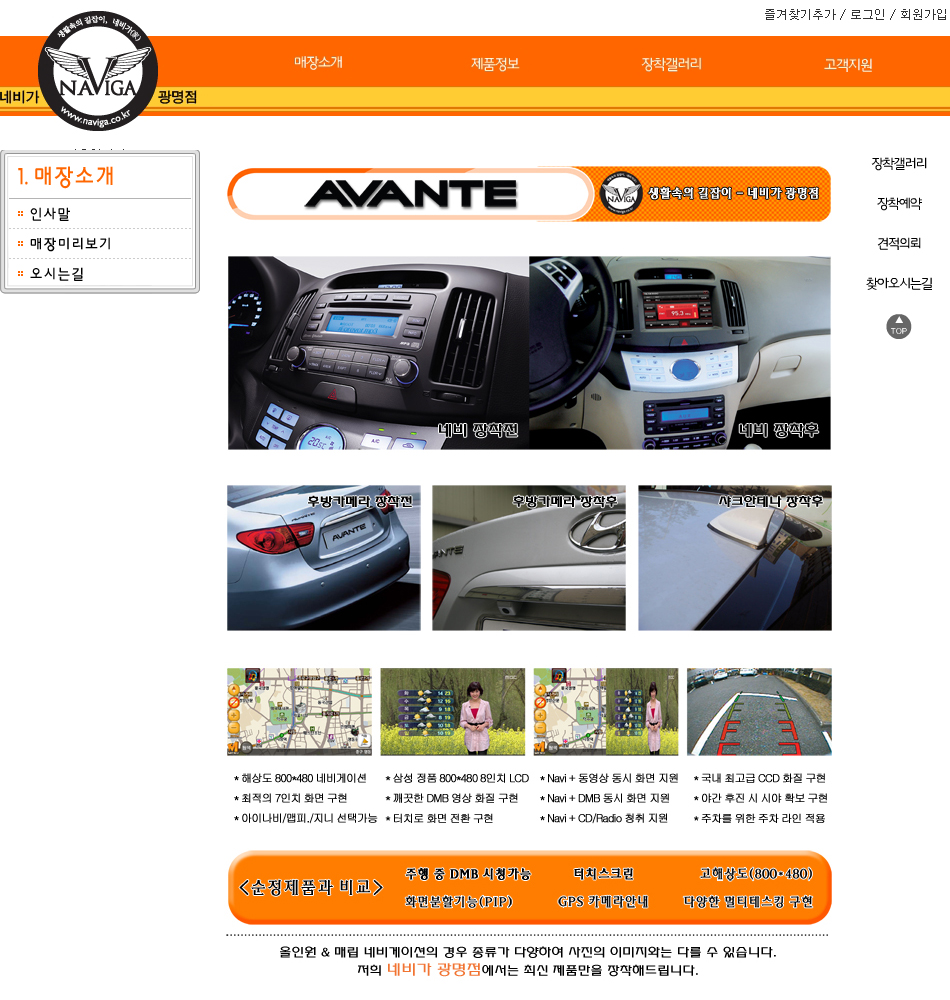 즐겨찾기추가 / 로그인 / 회원가입
생활속의 길잡이, 네비가(家)
NAVIGA
www.naviga.co.kr
매장소개 제품정보 장착갤러리 고객지원
네비가 광명점
1. 매장소개
인사말
매장미리보기
오시는길
AVANTE
NAVIGA
생활속의 길잡이 - 네비가 광명점
장착갤러리
장착예약
견적의뢰
찾아오시는길
TOP
네비 장착전
네비 장착후
후방카메라 장착전
후방카메라 장착후
샤크안테나 장착후
AVANTE
* 해상도 800*480 네비게이션
* 최적의 7인치 화면 구현
* 아이나비/맵피./지니 선택가능
* 삼성 정품 800*480 8인치 LCD
* 깨끗한 DMB 영상 화질 구현
* 터치로 화면 전환 구현
* Navi + 동영상 동시 화면 지원
* Navi + DMB 동시 화면 지원
* Navi + CD/Radio 청취 지원
* 국내 최고급 CCD 화질 구현
* 야간 후진 시 시야 확보 구현
* 주차를 위한 주차 라인 적용
<순정제품과 비교>
주행 중 DMB 시청가능 터치스크린 고해상도(800*480)
화면분할기능(PIP) GPS 카메라안내 다양한 멀티테스킹 구현
올인원 & 매립 네비게이션의 경우 종류가 다양하여 사진의 이미지와는 다를 수 있습니다.
저희 네비가 광명점에서는 최신 제품만을 장착해드립니다.